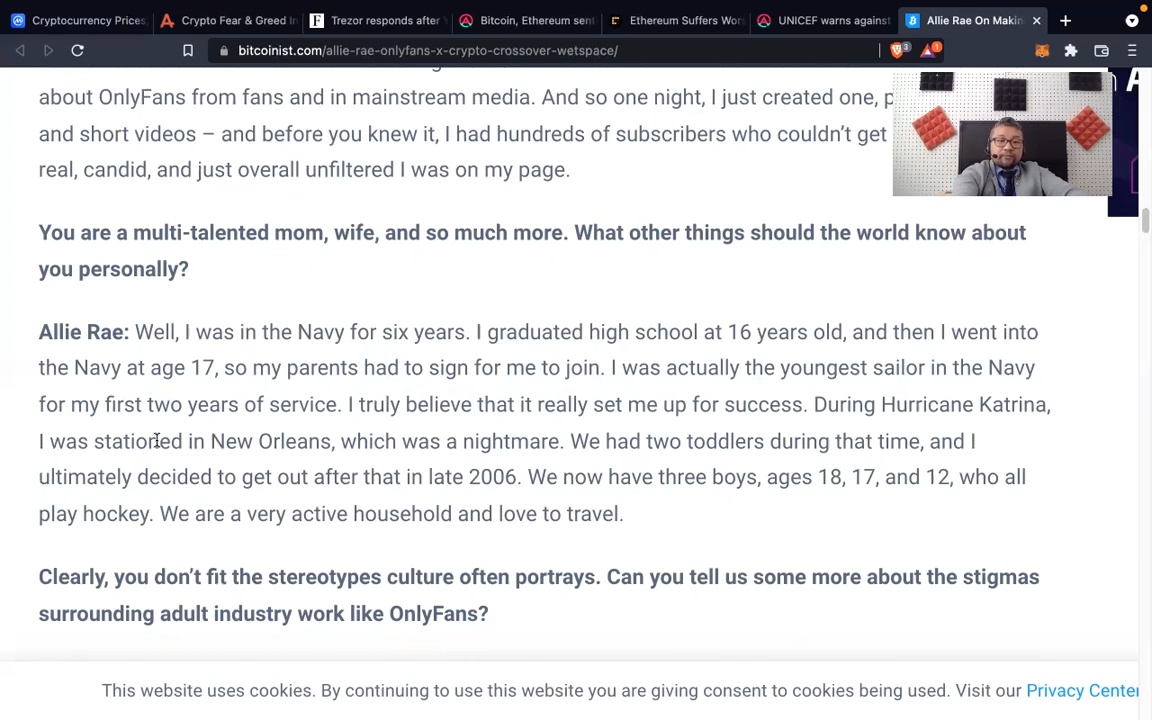 Cryptocurrency Prices,
Crypto Fear & Greed In
Trezor responds after
Bitcoin, Ethereum sent
Ethereum Suffers Wors
UNICEF warns against
Allie Rae On Makin
bitcoinist.com/allie-rae-onlyfans-x-crypto-crossover-wetspace/
3
1
about OnlyFans from fans and in mainstream media. And so one night, I just created one, p
and short videos – and before you knew it, I had hundreds of subscribers who couldn't get
real, candid, and just overall unfiltered I was on my page.
You are a multi-talented mom, wife, and so much more. What other things should the world know about
you personally?
Allie Rae: Well, I was in the Navy for six years. I graduated high school at 16 years old, and then I went into
the Navy at age 17, so my parents had to sign for me to join. I was actually the youngest sailor in the Navy
for my first two years of service. I truly believe that it really set me up for success. During Hurricane Katrina,
I was stationed in New Orleans, which was a nightmare. We had two toddlers during that time, and I
ultimately decided to get out after that in late 2006. We now have three boys, ages 18, 17, and 12, who all
play hockey. We are a very active household and love to travel.
Clearly, you don't fit the stereotypes culture often portrays. Can you tell us some more about the stigmas
surrounding adult industry work like OnlyFans?
This website uses cookies. By continuing to use this website you are giving consent to cookies being used. Visit our Privacy Center